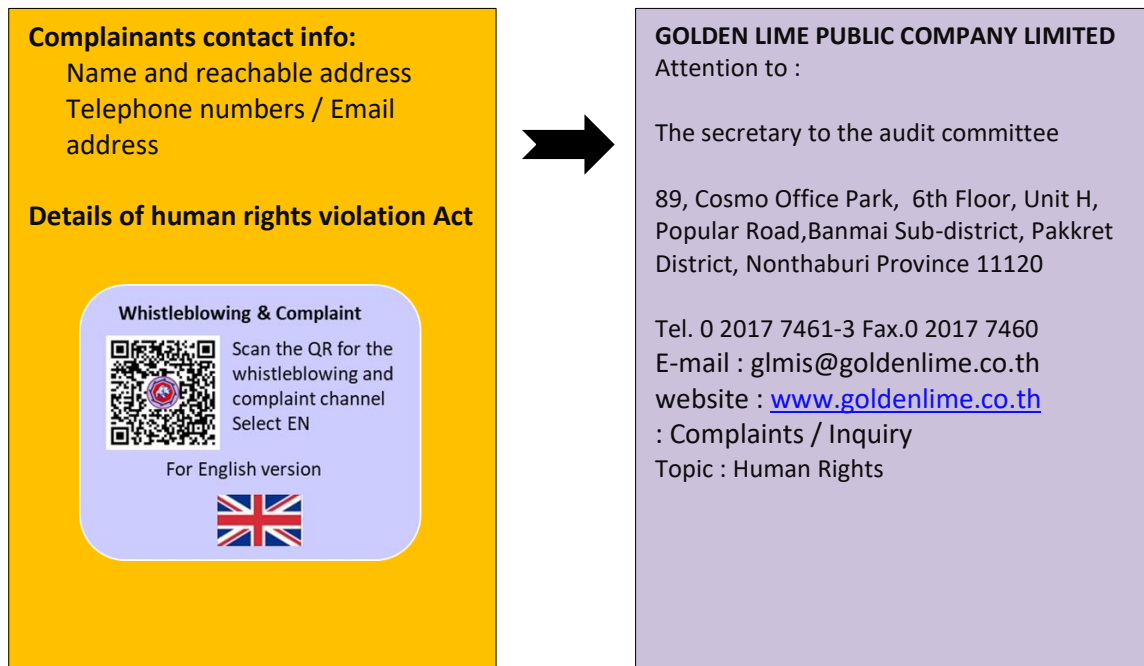 Complainants contact info:
Name and reachable address
Telephone numbers / Email
address
Details of human rights violation Act
Whistleblowing & Complaint
Scan the QR for the
whistleblowing and
complaint channel
Select EN
For English version
GOLDEN LIME PUBLIC COMPANY LIMITED
Attention to :
The secretary to the audit committee
89, Cosmo Office Park,  6th Floor, Unit H,
Popular Road,Banmai Sub-district, Pakkret
District, Nonthaburi Province 11120
Tel. 0 2017 7461-3 Fax.0 2017 7460
E-mail : glmis@goldenlime.co.th
website : www.goldenlime.co.th
: Complaints / Inquiry
Topic : Human Rights